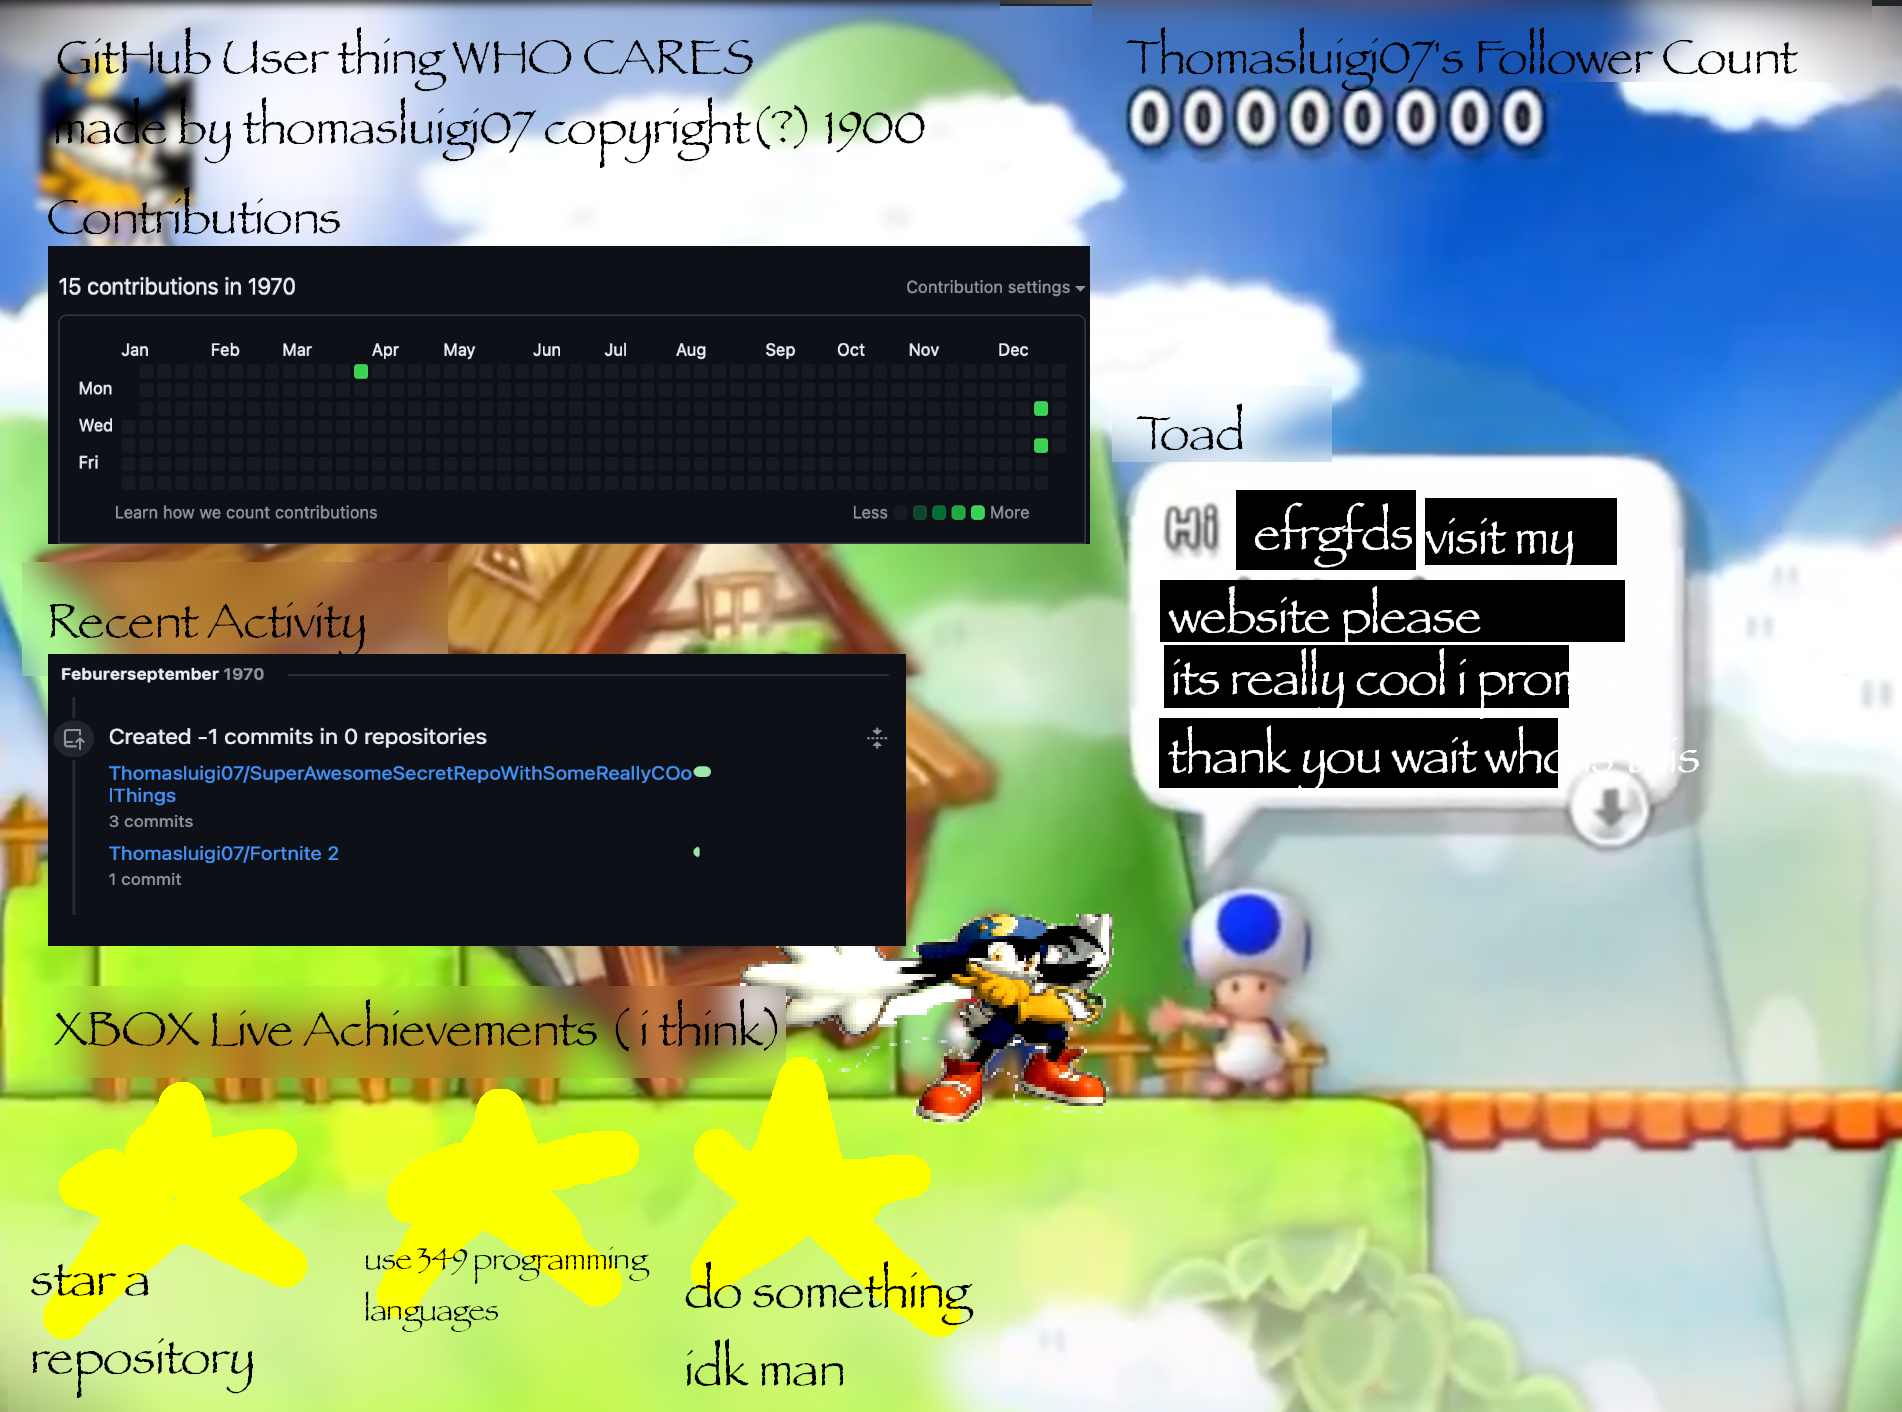 GitHub User thing WHO CARES
made by thomasluigi07 copyright(?) 1900
Contributions
15 contributions in 1970
Contribution settings
Jan Feb Mar Apr May Jun Jul Aug Sep Oct Nov Dec
Mon
Wed
Fri
Learn how we count contributions
Less More
Recent Activity
Feburerseptember 1970
Created -1 commits in 0 repositories
Thomasluigi07/SuperAwesomeSecretRepoWithSomeReallyCOo
lThings
3 commits
Thomasluigi07/Fortnite 2
1 commit
XBOX Live Achievements ( i think)
star a
repository
use 349 programming
languages
do something
idk man
Thomasluigi07's Follower Count
00000000
Toad
Hi efrgfds visit my
website please
its really cool i pror
thank you wait who is this